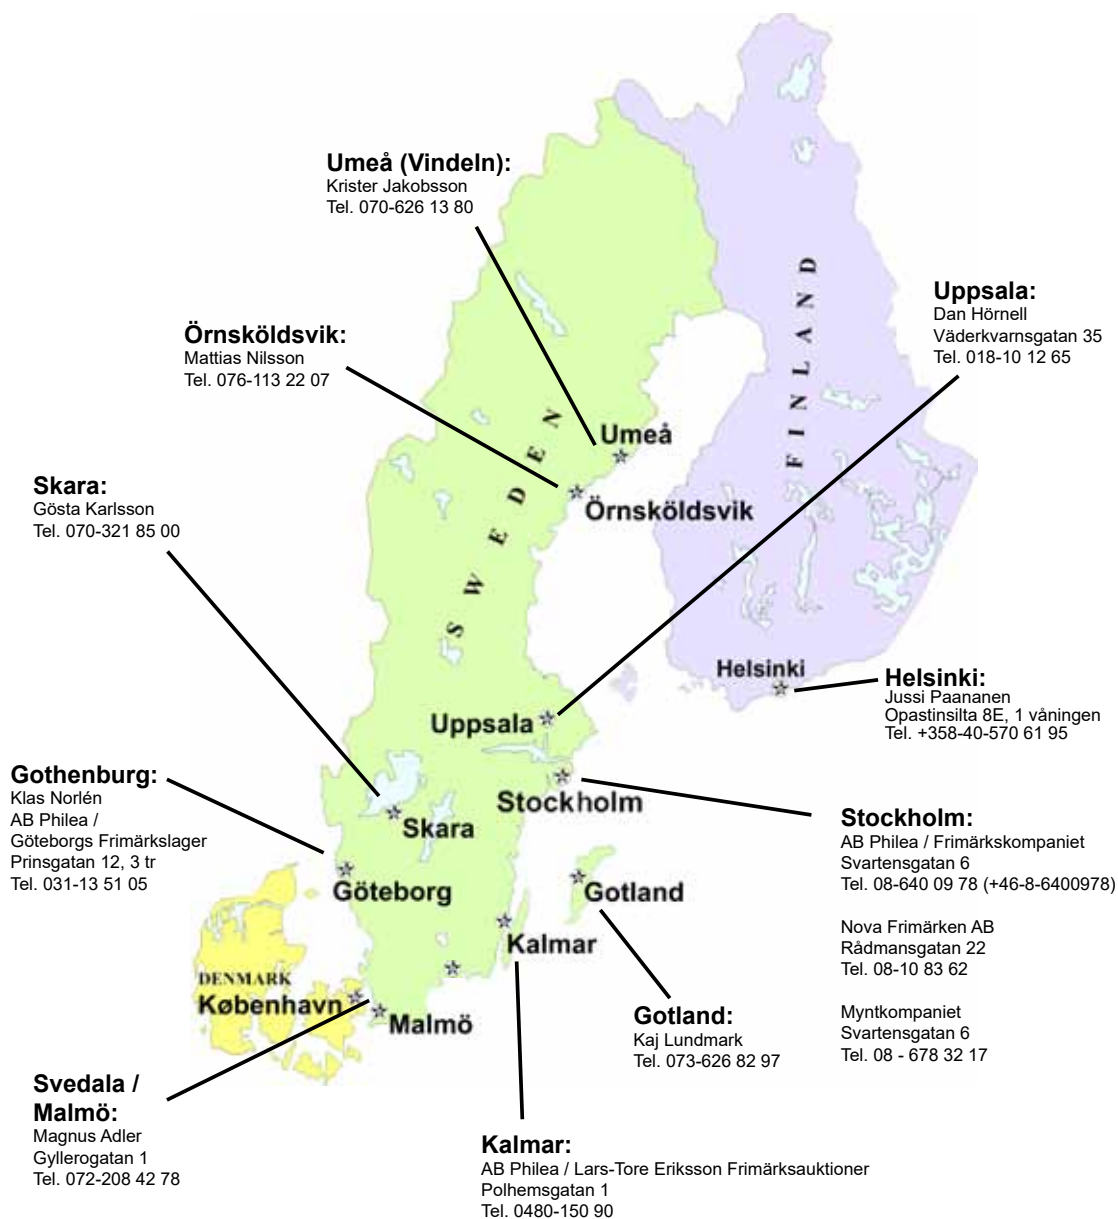 Umeå (Vindeln):
Krister Jakobsson
Tel. 070-626 13 80
Uppsala:
Dan Hörnell
Väderkvarnsgatan 35
Tel. 018-10 12 65
Örnsköldsvik:
Mattias Nilsson
Tel. 076-113 22 07
Skara:
Gösta Karlsson
Tel. 070-321 85 00
FINLAND
SWEDEN
Umeå
Örnsköldsvik
Helsinki
Helsinki:
Jussi Paananen
Opastinsilta 8E, 1 våningen
Tel. +358-40-570 61 95
Uppsala
Stockholm
Skara
Göteborg
Gotland
Kalmar
DENMARK
København
Malmö
Gothenburg:
Klas Norlén
AB Philea /
Göteborgs Frimärkslager
Prinsgatan 12, 3 tr
Tel. 031-13 51 05
Stockholm:
AB Philea / Frimärkskompaniet
Svartensgatan 6
Tel. 08-640 09 78 (+46-8-6400978)
Nova Frimärken AB
Rådmansgatan 22
Tel. 08-10 83 62
Myntkompaniet
Svartensgatan 6
Tel. 08 - 678 32 17
Gotland:
Kaj Lundmark
Tel. 073-626 82 97
Svedala /
Malmö:
Magnus Adler
Gyllerogatan 1
Tel. 072-208 42 78
Kalmar:
AB Philea / Lars-Tore Eriksson Frimärksauktioner
Polhemsgatan 1
Tel. 0480-150 90